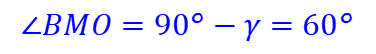 ∠BMO = 90° − γ = 60°